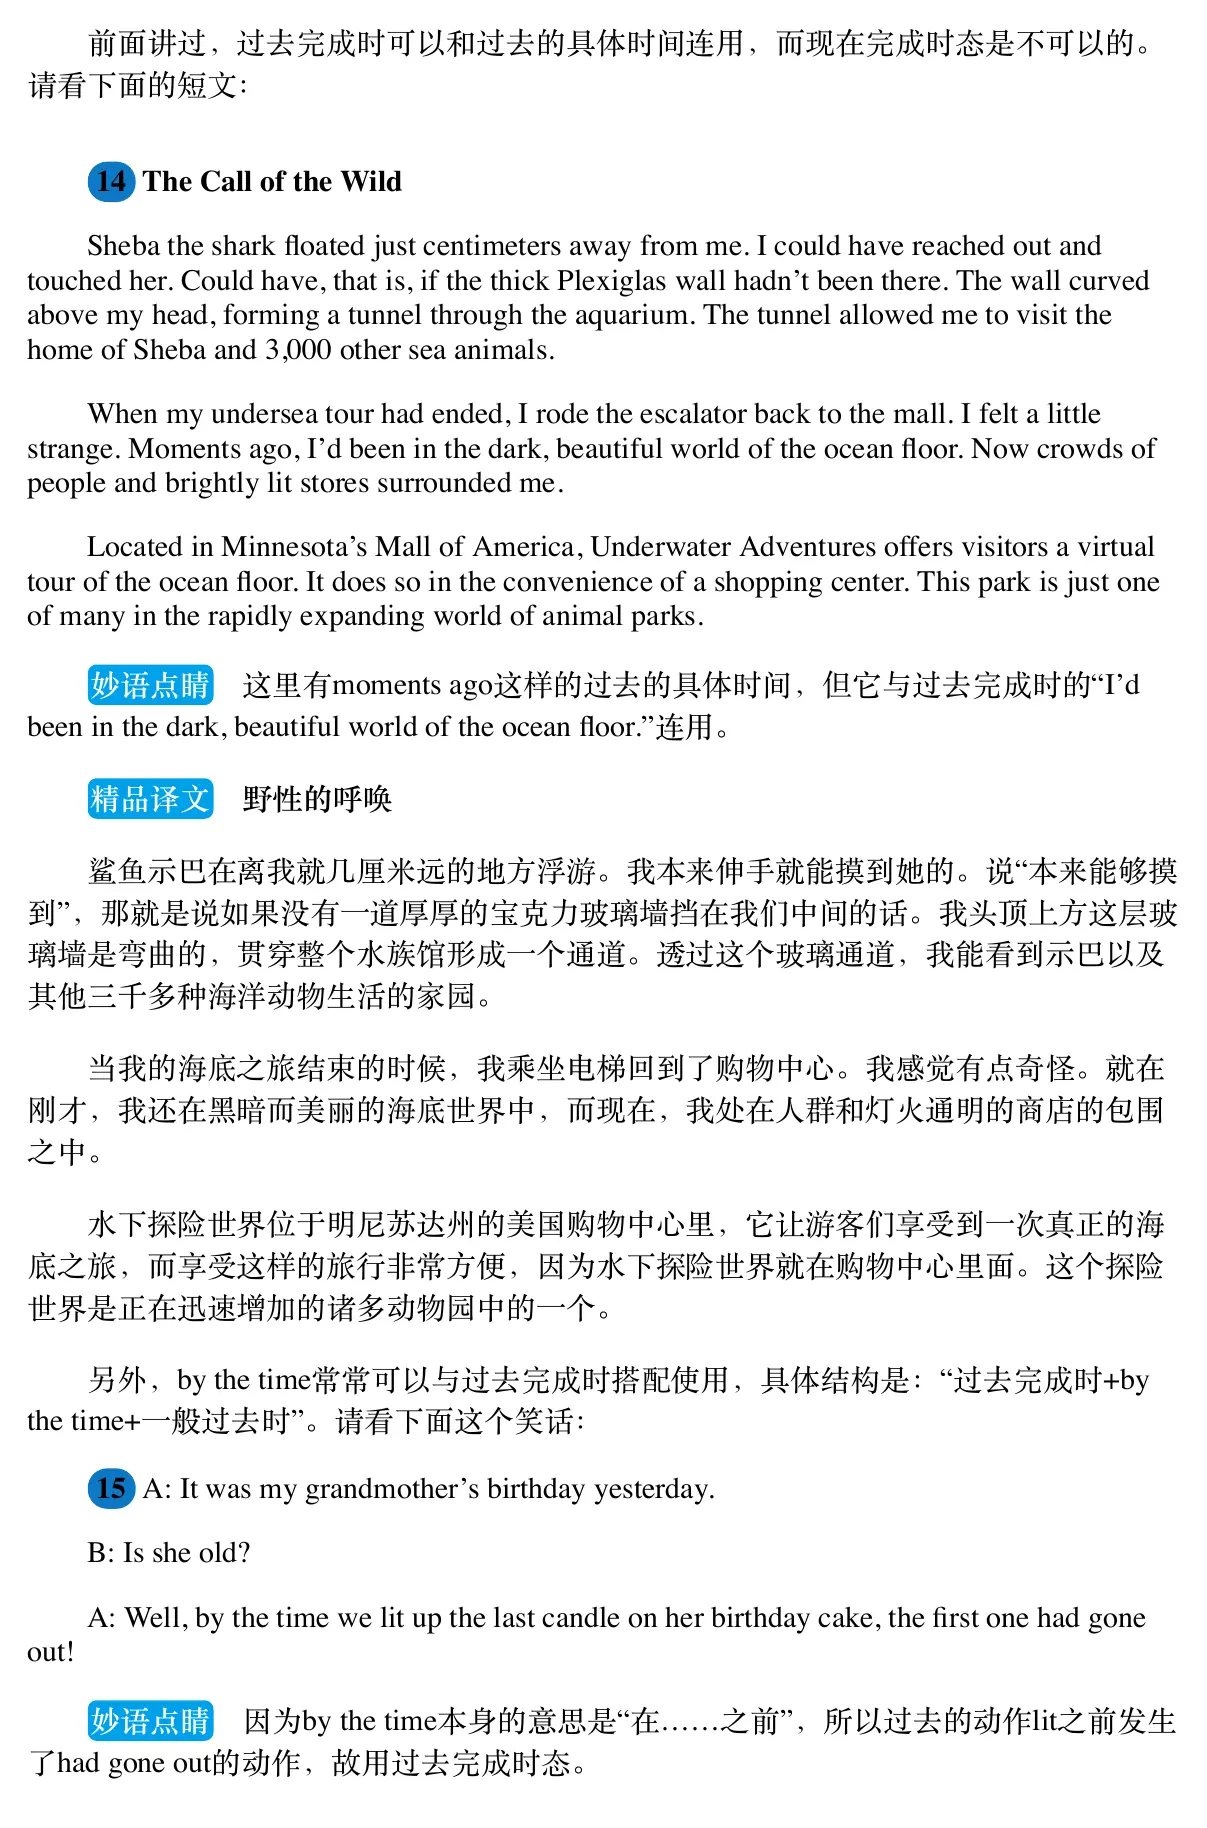 前面讲过，过去完成时可以和过去的具体时间连用，而现在完成时态是不可以的。
请看下面的短文：
14 The Call of the Wild
Sheba the shark floated just centimeters away from me. I could have reached out and
touched her. Could have, that is, if the thick Plexiglas wall hadn’t been there. The wall curved
above my head, forming a tunnel through the aquarium. The tunnel allowed me to visit the
home of Sheba and 3,000 other sea animals.
When my undersea tour had ended, I rode the escalator back to the mall. I felt a little
strange. Moments ago, I’d been in the dark, beautiful world of the ocean floor. Now crowds of
people and brightly lit stores surrounded me.
Located in Minnesota’s Mall of America, Underwater Adventures offers visitors a virtual
tour of the ocean floor. It does so in the convenience of a shopping center. This park is just one
of many in the rapidly expanding world of animal parks.
妙语点睛 这里有moments ago这样的过去的具体时间，但它与过去完成时的“I’d
been in the dark, beautiful world of the ocean floor.”连用。
精品译文 野性的呼唤
鲨鱼示巴在离我就几厘米远的地方浮游。我本来伸手就能摸到她的。说“本来能够摸
到”，那就是说如果没有一道厚厚的宝克力玻璃墙挡在我们中间的话。我头顶上方这层玻
璃墙是弯曲的，贯穿整个水族馆形成一个通道。透过这个玻璃通道，我能看到示巴以及
其他三千多种海洋动物生活的家园。
当我的海底之旅结束的时候，我乘坐电梯回到了购物中心。我感觉有点奇怪。就在
刚才，我还在黑暗而美丽的海底世界中，而现在，我处在人群和灯火通明的商店的包围
之中。
水下探险世界位于明尼苏达州的美国购物中心里，它让游客们享受到一次真正的海
底之旅，而享受这样的旅行非常方便，因为水下探险世界就在购物中心里面。这个探险
世界是正在迅速增加的诸多动物园中的一个。
另外，by the time常常可以与过去完成时搭配使用，具体结构是：“过去完成时+by
the time+一般过去时”。请看下面这个笑话：
15 A: It was my grandmother’s birthday yesterday.
B: Is she old?
A: Well, by the time we lit up the last candle on her birthday cake, the first one had gone
out!
妙语点睛 因为by the time本身的意思是“在……之前”，所以过去的动作lit之前发生
了had gone out的动作，故用过去完成时态。